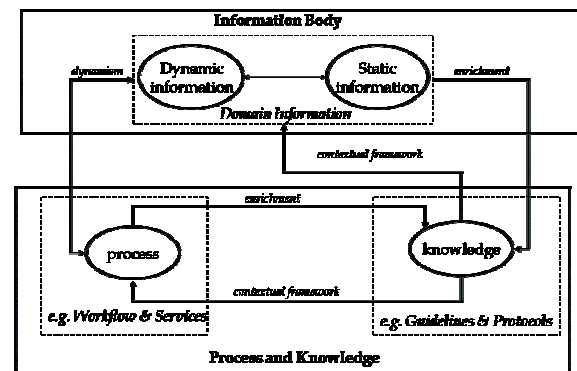 Information Body
dynamism
Dynamic
information
Static
information
enrichment
Domain Information
contextual framework
enrichment
process
knowledge
contextual framework
e.g. Workflow & Services
e.g. Guidelines & Protocols
Process and Knowledge